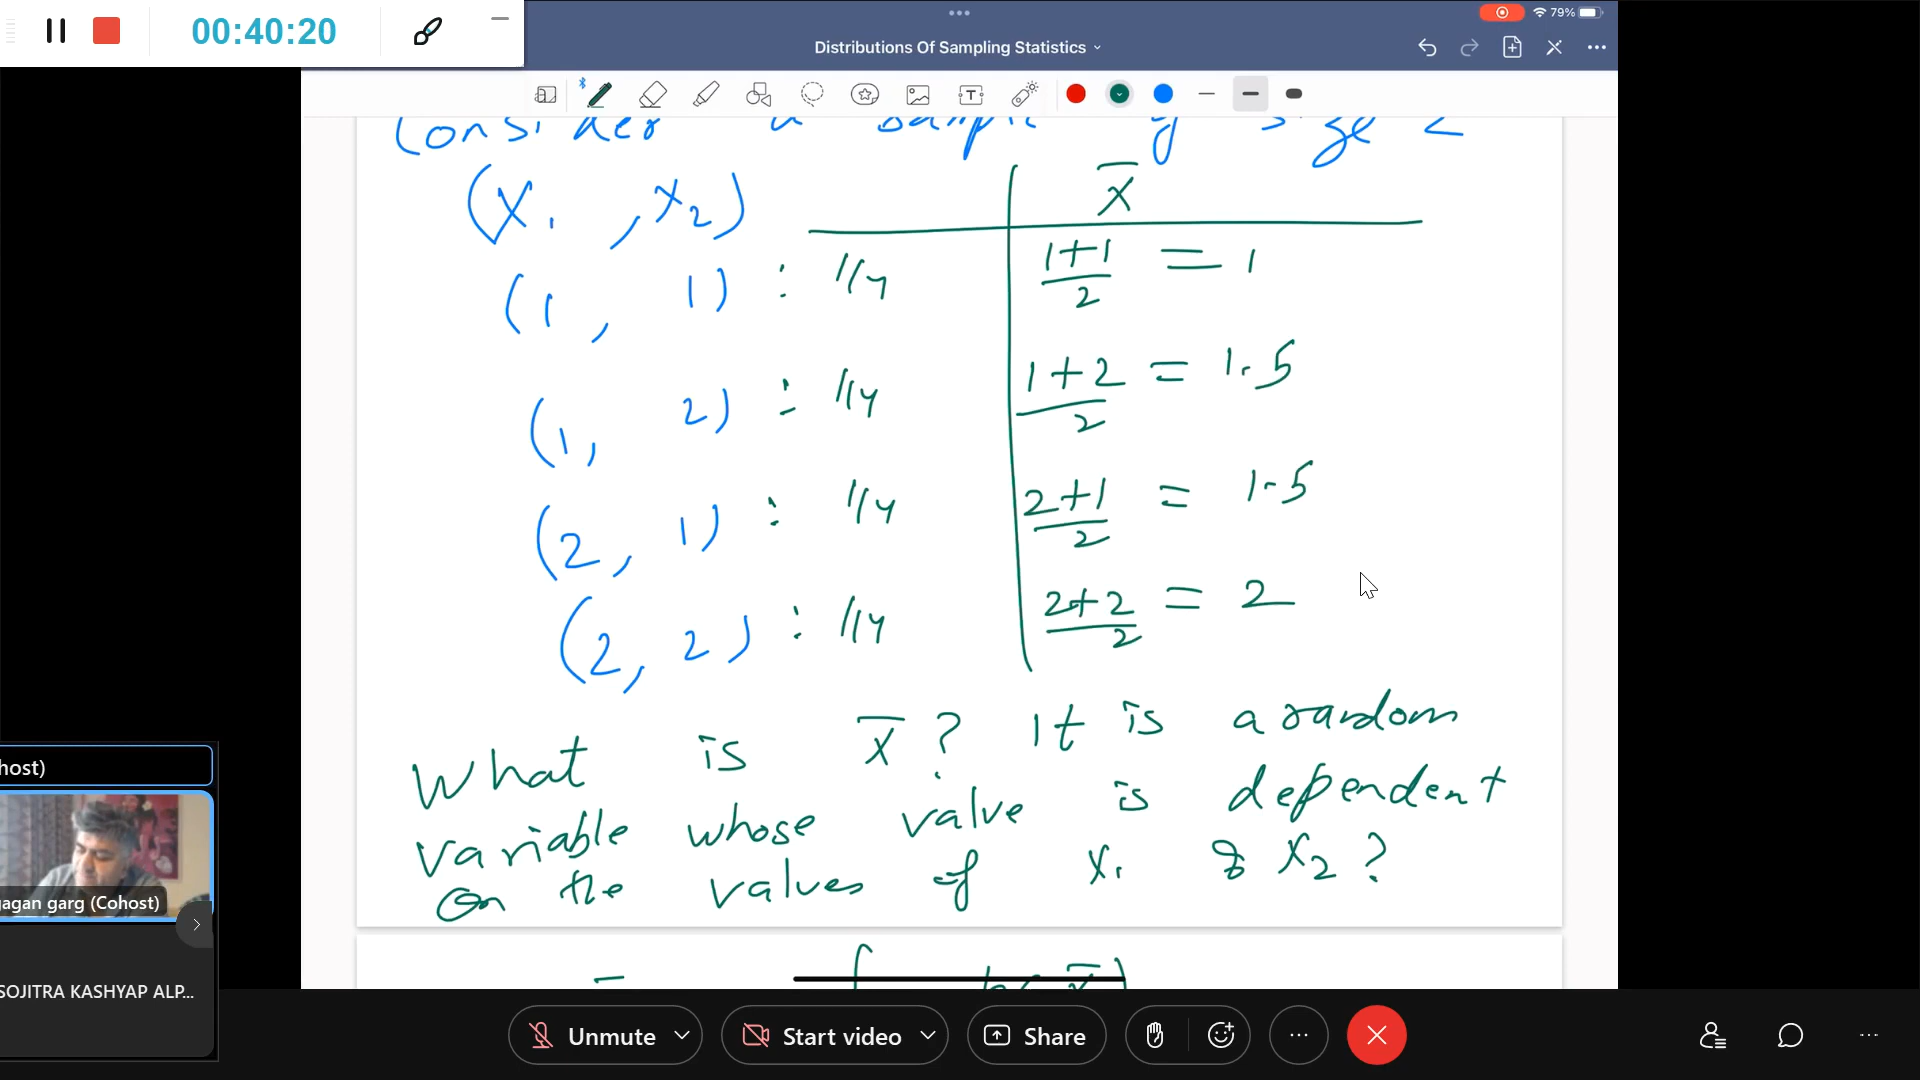 00:40:20
79%
Distributions Of Sampling Statistics
Consider a sample of size 2
(X₁, X₂) X̄
(1, 1) : 1/4 1+1/2 = 1
(1, 2) : 1/4 1+2/2 = 1.5
(2, 1) : 1/4 2+1/2 = 1.5
(2, 2) : 1/4 2+2/2 = 2
What is X̄? It is a random
variable whose value is dependent
on the values of X₁ & X₂?
host)
gagan garg (Cohost)
SOJITRA KASHYAP ALP...
Unmute
Start video
Share